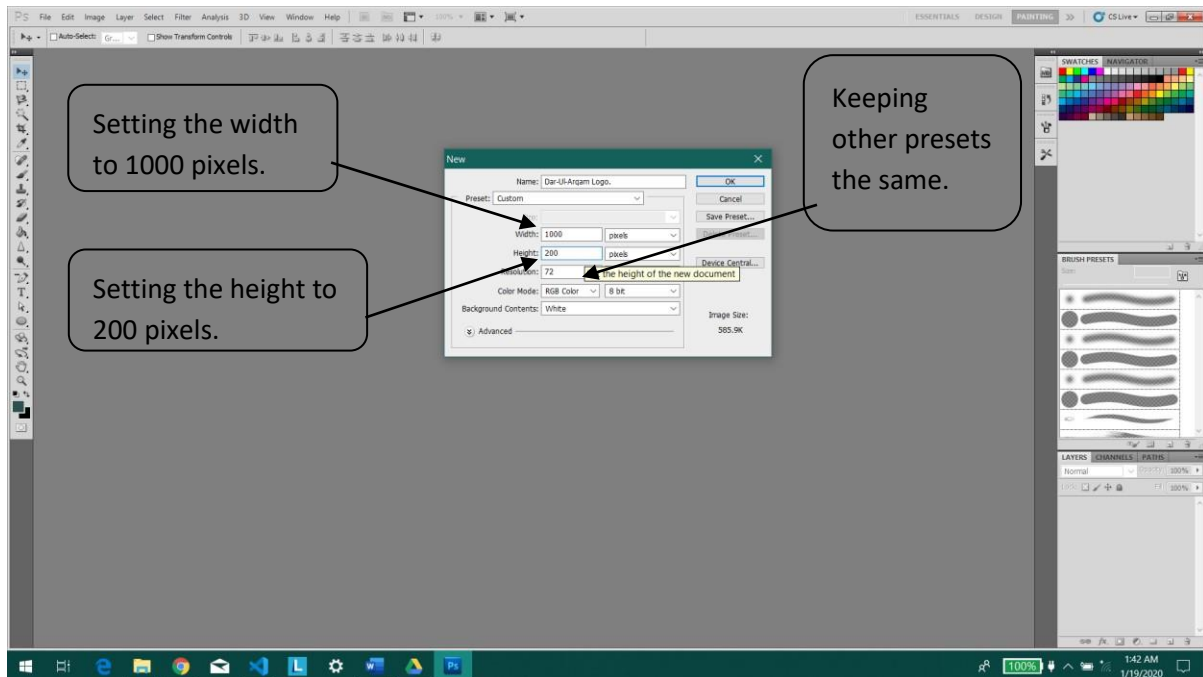 PS File Edit Image Layer Select Filter Analysis 3D View Window Help 100% ESSENTIALS DESIGN PAINTING CS Live
Auto-Select: Show Transform Controls
SWATCHES NAVIGATOR
Setting the width
to 1000 pixels.
Keeping
other presets
the same.
Setting the height to
200 pixels.
New
Name: Dar-Ul-Arqam Logo. OK
Preset: Custom Cancel
Save Preset...
Width: 1000 pixels
Height: 200 pixels Device Central...
Resolution: 72 the height of the new document
Color Mode: RGB Color 8 bit
Background Contents: White
Image Size:
Advanced 585.9K
BRUSH PRESETS
LAYERS CHANNELS PATHS
Normal 100%
100%
100% 1:42 AM
1/19/2020